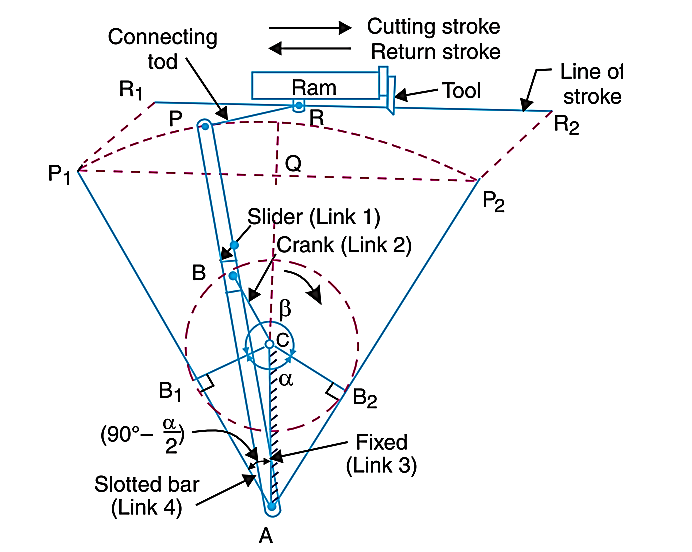 Cutting stroke
Return stroke
Connecting
tod
Ram
Tool
Line of
stroke
R1
P
R
R2
P1
Q
P2
Slider (Link 1)
Crank (Link 2)
B
β
C
α
B1
B2
(90°– α/2)
Fixed
(Link 3)
Slotted bar
(Link 4)
A